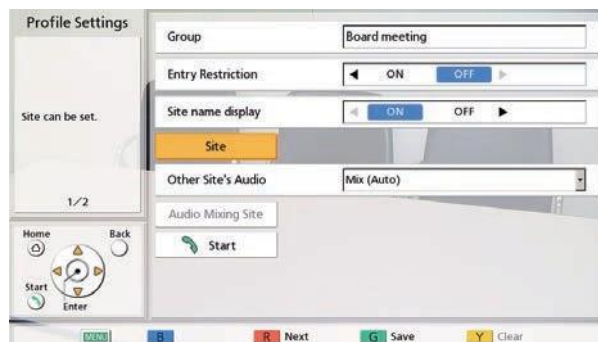 Profile Settings
Site can be set.
1/2
Home Back
Start
Enter
Group Board meeting
Entry Restriction ON OFF
Site name display ON OFF
Site
Other Site's Audio Mix (Auto)
Audio Mixing Site
Start
MENU B R Next G Save Y Clear